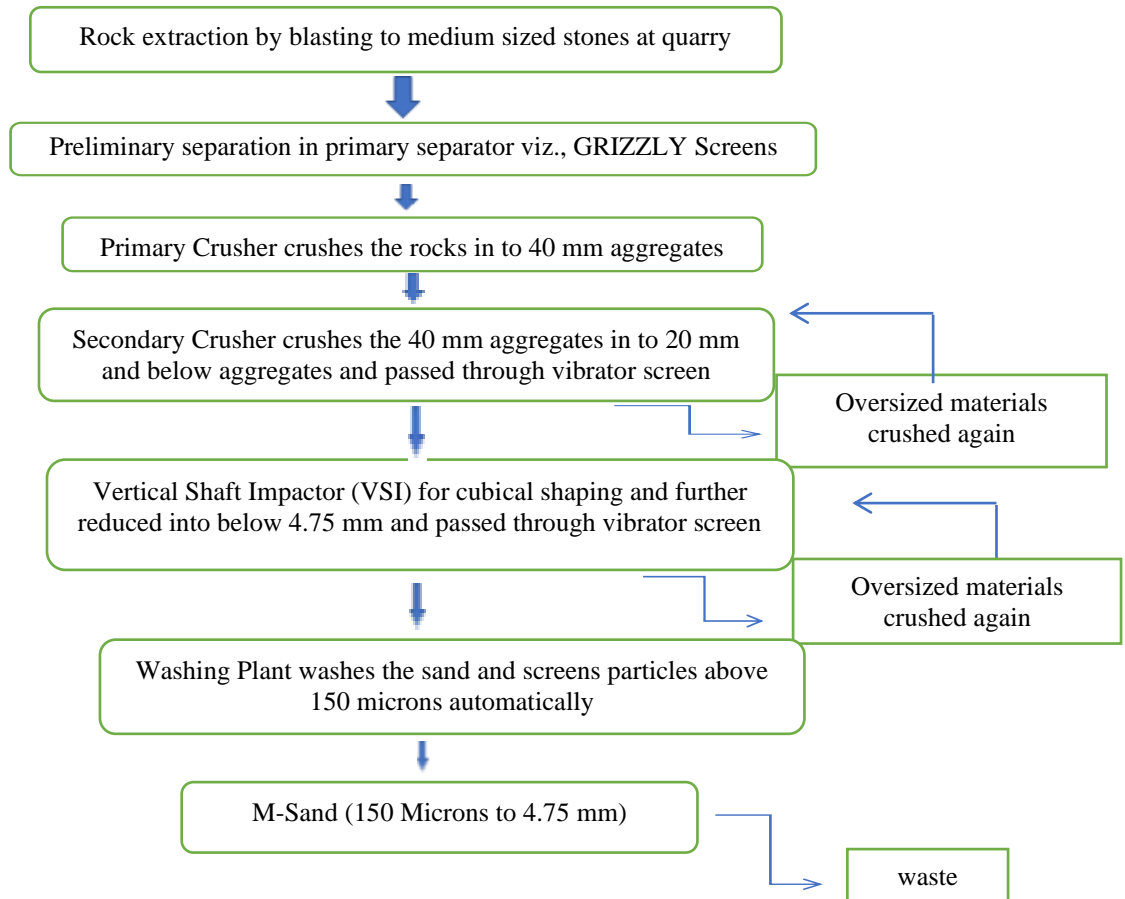 Rock extraction by blasting to medium sized stones at quarry
Preliminary separation in primary separator viz., GRIZZLY Screens
Primary Crusher crushes the rocks in to 40 mm aggregates
Secondary Crusher crushes the 40 mm aggregates in to 20 mm
and below aggregates and passed through vibrator screen
Oversized materials
crushed again
Vertical Shaft Impactor (VSI) for cubical shaping and further
reduced into below 4.75 mm and passed through vibrator screen
Oversized materials
crushed again
Washing Plant washes the sand and screens particles above
150 microns automatically
M-Sand (150 Microns to 4.75 mm)
waste